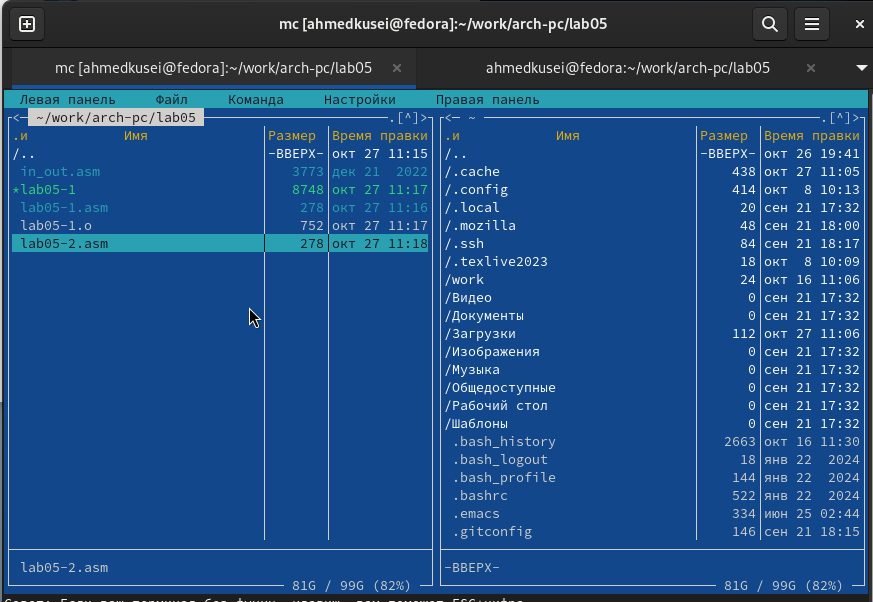 mc [ahmedkusei@fedora]:~/work/arch-pc/lab05
mc [ahmedkusei@fedora]:~/work/arch-pc/lab05 × ahmedkusei@fedora:~/work/arch-pc/lab05 ×
Левая панель Файл Команда Настройки Правая панель
<─ ~/work/arch-pc/lab05 .[^]>
.и Имя Размер Время правки
/.. -ВВЕРХ- окт 27 11:15
in_out.asm 3773 дек 21 2022
*lab05-1 8748 окт 27 11:17
lab05-1.asm 278 окт 27 11:16
lab05-1.o 752 окт 27 11:17
lab05-2.asm 278 окт 27 11:18
lab05-2.asm
81G / 99G (82%)
<─ ~ .[^]>
.и Имя Размер Время правки
/.. -ВВЕРХ- окт 26 19:41
/.cache 438 окт 27 11:05
/.config 414 окт 8 10:13
/.local 20 сен 21 17:32
/.mozilla 48 сен 21 18:00
/.ssh 84 сен 21 18:17
/.texlive2023 18 окт 8 10:09
/work 24 окт 16 11:06
/Видео 0 сен 21 17:32
/Документы 0 сен 21 17:32
/Загрузки 112 окт 27 11:06
/Изображения 0 сен 21 17:32
/Музыка 0 сен 21 17:32
/Общедоступные 0 сен 21 17:32
/Рабочий стол 0 сен 21 17:32
/Шаблоны 0 сен 21 17:32
.bash_history 2663 окт 16 11:30
.bash_logout 18 янв 22 2024
.bash_profile 144 янв 22 2024
.bashrc 522 янв 22 2024
.emacs 334 июн 25 02:44
.gitconfig 146 сен 21 18:15
-ВВЕРХ-
81G / 99G (82%)